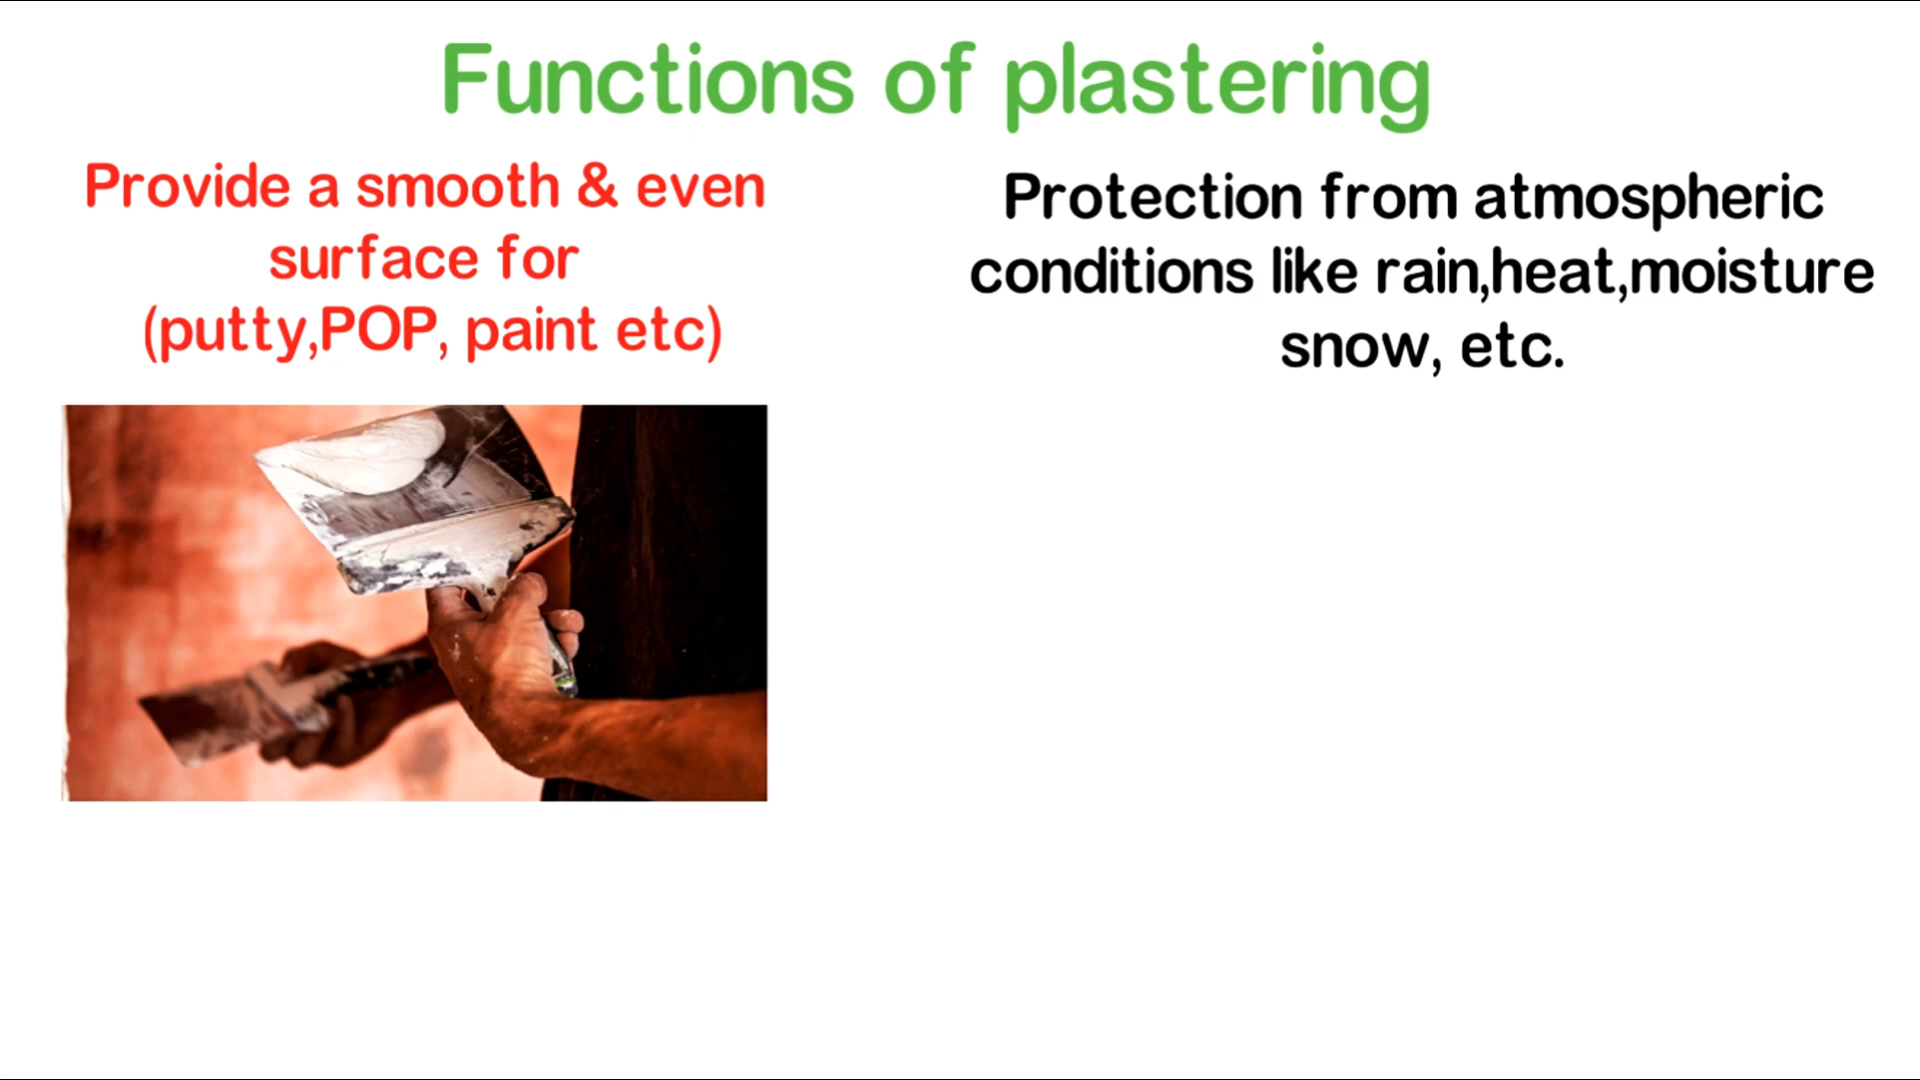 Functions of plastering
Provide a smooth & even
surface for
(putty,POP, paint etc)
Protection from atmospheric
conditions like rain,heat,moisture
snow, etc.